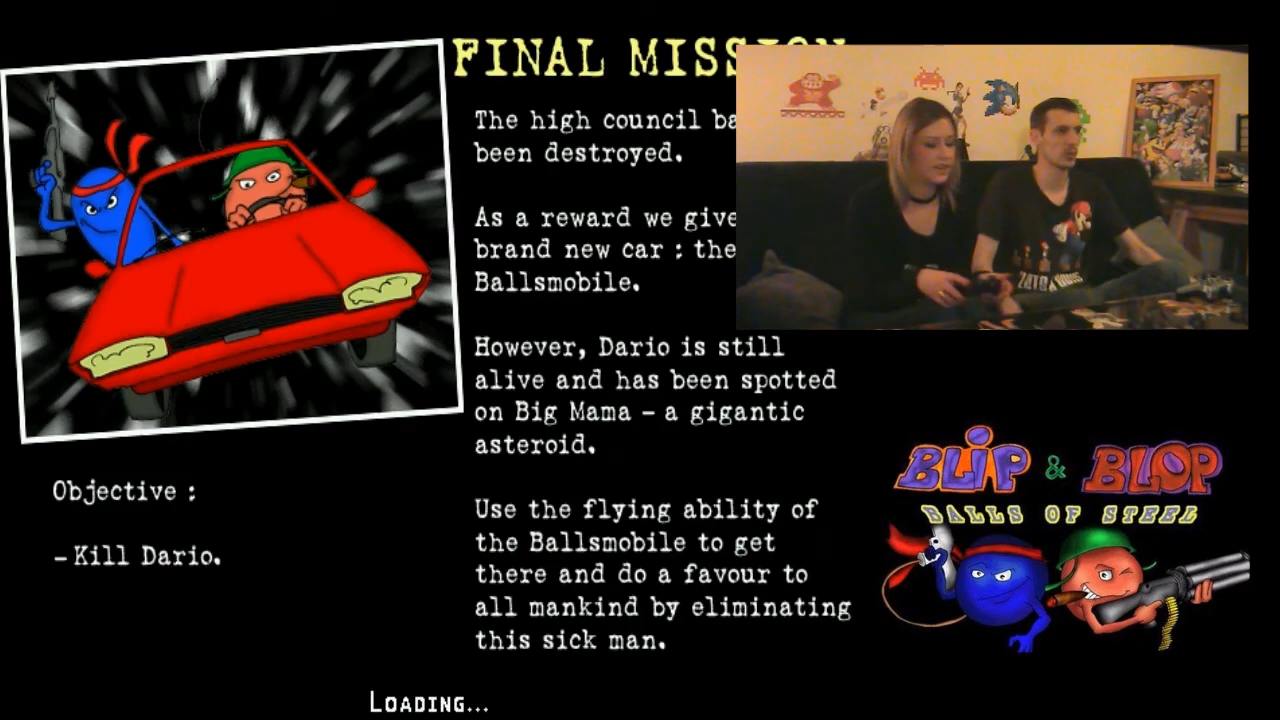 FINAL MISSION
The high council ba
been destroyed.
As a reward we give
brand new car : the
Ballsmobile.
However, Dario is still
alive and has been spotted
on Big Mama - a gigantic
asteroid.
Use the flying ability of
the Ballsmobile to get
there and do a favour to
all mankind by eliminating
this sick man.
Objective :
- Kill Dario.
BLiP & BLOP
BALLS OF STEEL
LOADING...